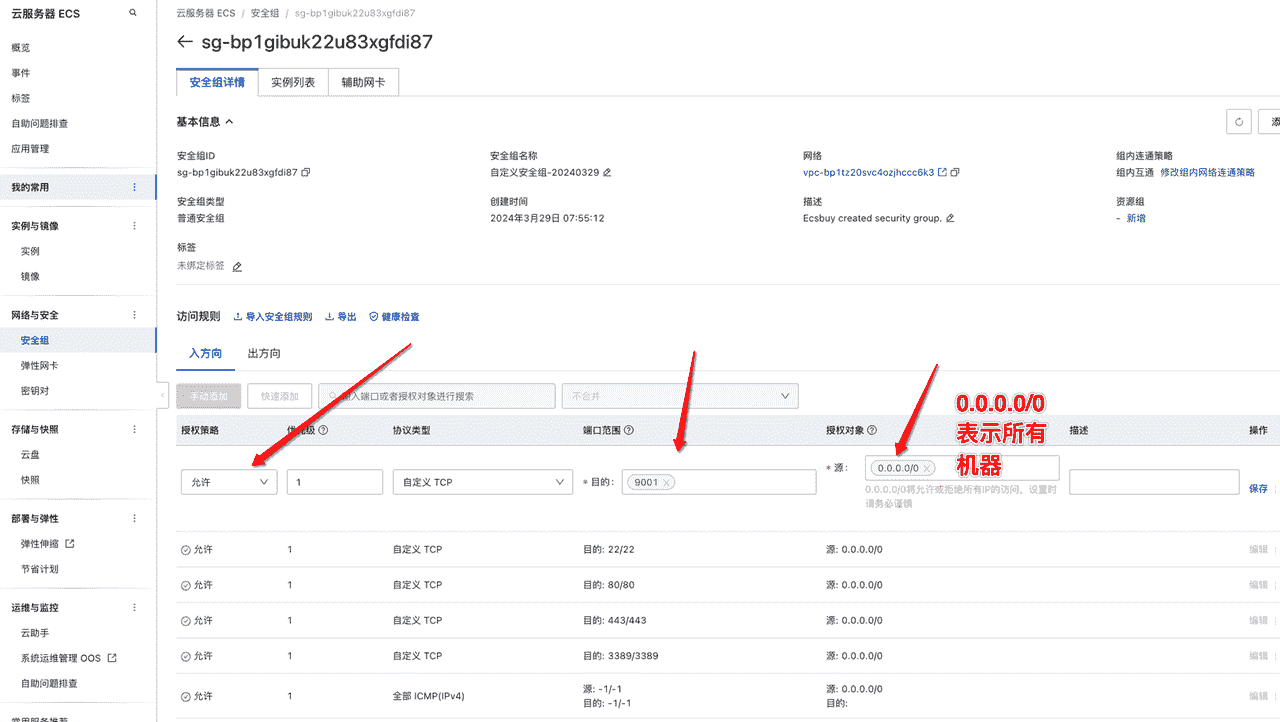 云服务器 ECS
概览
事件
标签
自助问题排查
应用管理
我的常用
实例与镜像
实例
镜像
网络与安全
安全组
弹性网卡
密钥对
存储与快照
云盘
快照
部署与弹性
弹性伸缩
节省计划
运维与监控
云助手
系统运维管理 OOS
自助问题排查
云服务器 ECS / 安全组 / sg-bp1gibuk22u83xgfdi87
sg-bp1gibuk22u83xgfdi87
安全组详情 实例列表 辅助网卡
基本信息
安全组ID 安全组名称 网络 组内连通策略
sg-bp1gibuk22u83xgfdi87 自定义安全组-20240329 vpc-bp1tz20svc4ozjhccc6k3 组内互通 修改组内网络连通策略
安全组类型 创建时间 描述 资源组
普通安全组 2024年3月29日 07:55:12 Ecsbuy created security group. - 新增
标签
未绑定标签
访问规则 导入安全组规则 导出 健康检查
入方向 出方向
手动添加 快速添加 入端口或者授权对象进行搜索 不合并
0.0.0.0/0
表示所有
机器
授权策略 协议类型 端口范围 授权对象 描述 操作
允许 1 自定义 TCP * 目的: 9001 * 源: 0.0.0.0/0 保存
0.0.0.0/0将允许或拒绝所有IP的访问。设置时
请务必谨慎
允许 1 自定义 TCP 目的: 22/22 源: 0.0.0.0/0 编辑
允许 1 自定义 TCP 目的: 80/80 源: 0.0.0.0/0 编辑
允许 1 自定义 TCP 目的: 443/443 源: 0.0.0.0/0 编辑
允许 1 自定义 TCP 目的: 3389/3389 源: 0.0.0.0/0 编辑
允许 1 全部 ICMP(IPv4) 源: -1/-1 源: 0.0.0.0/0 编辑
目的: -1/-1 目的: